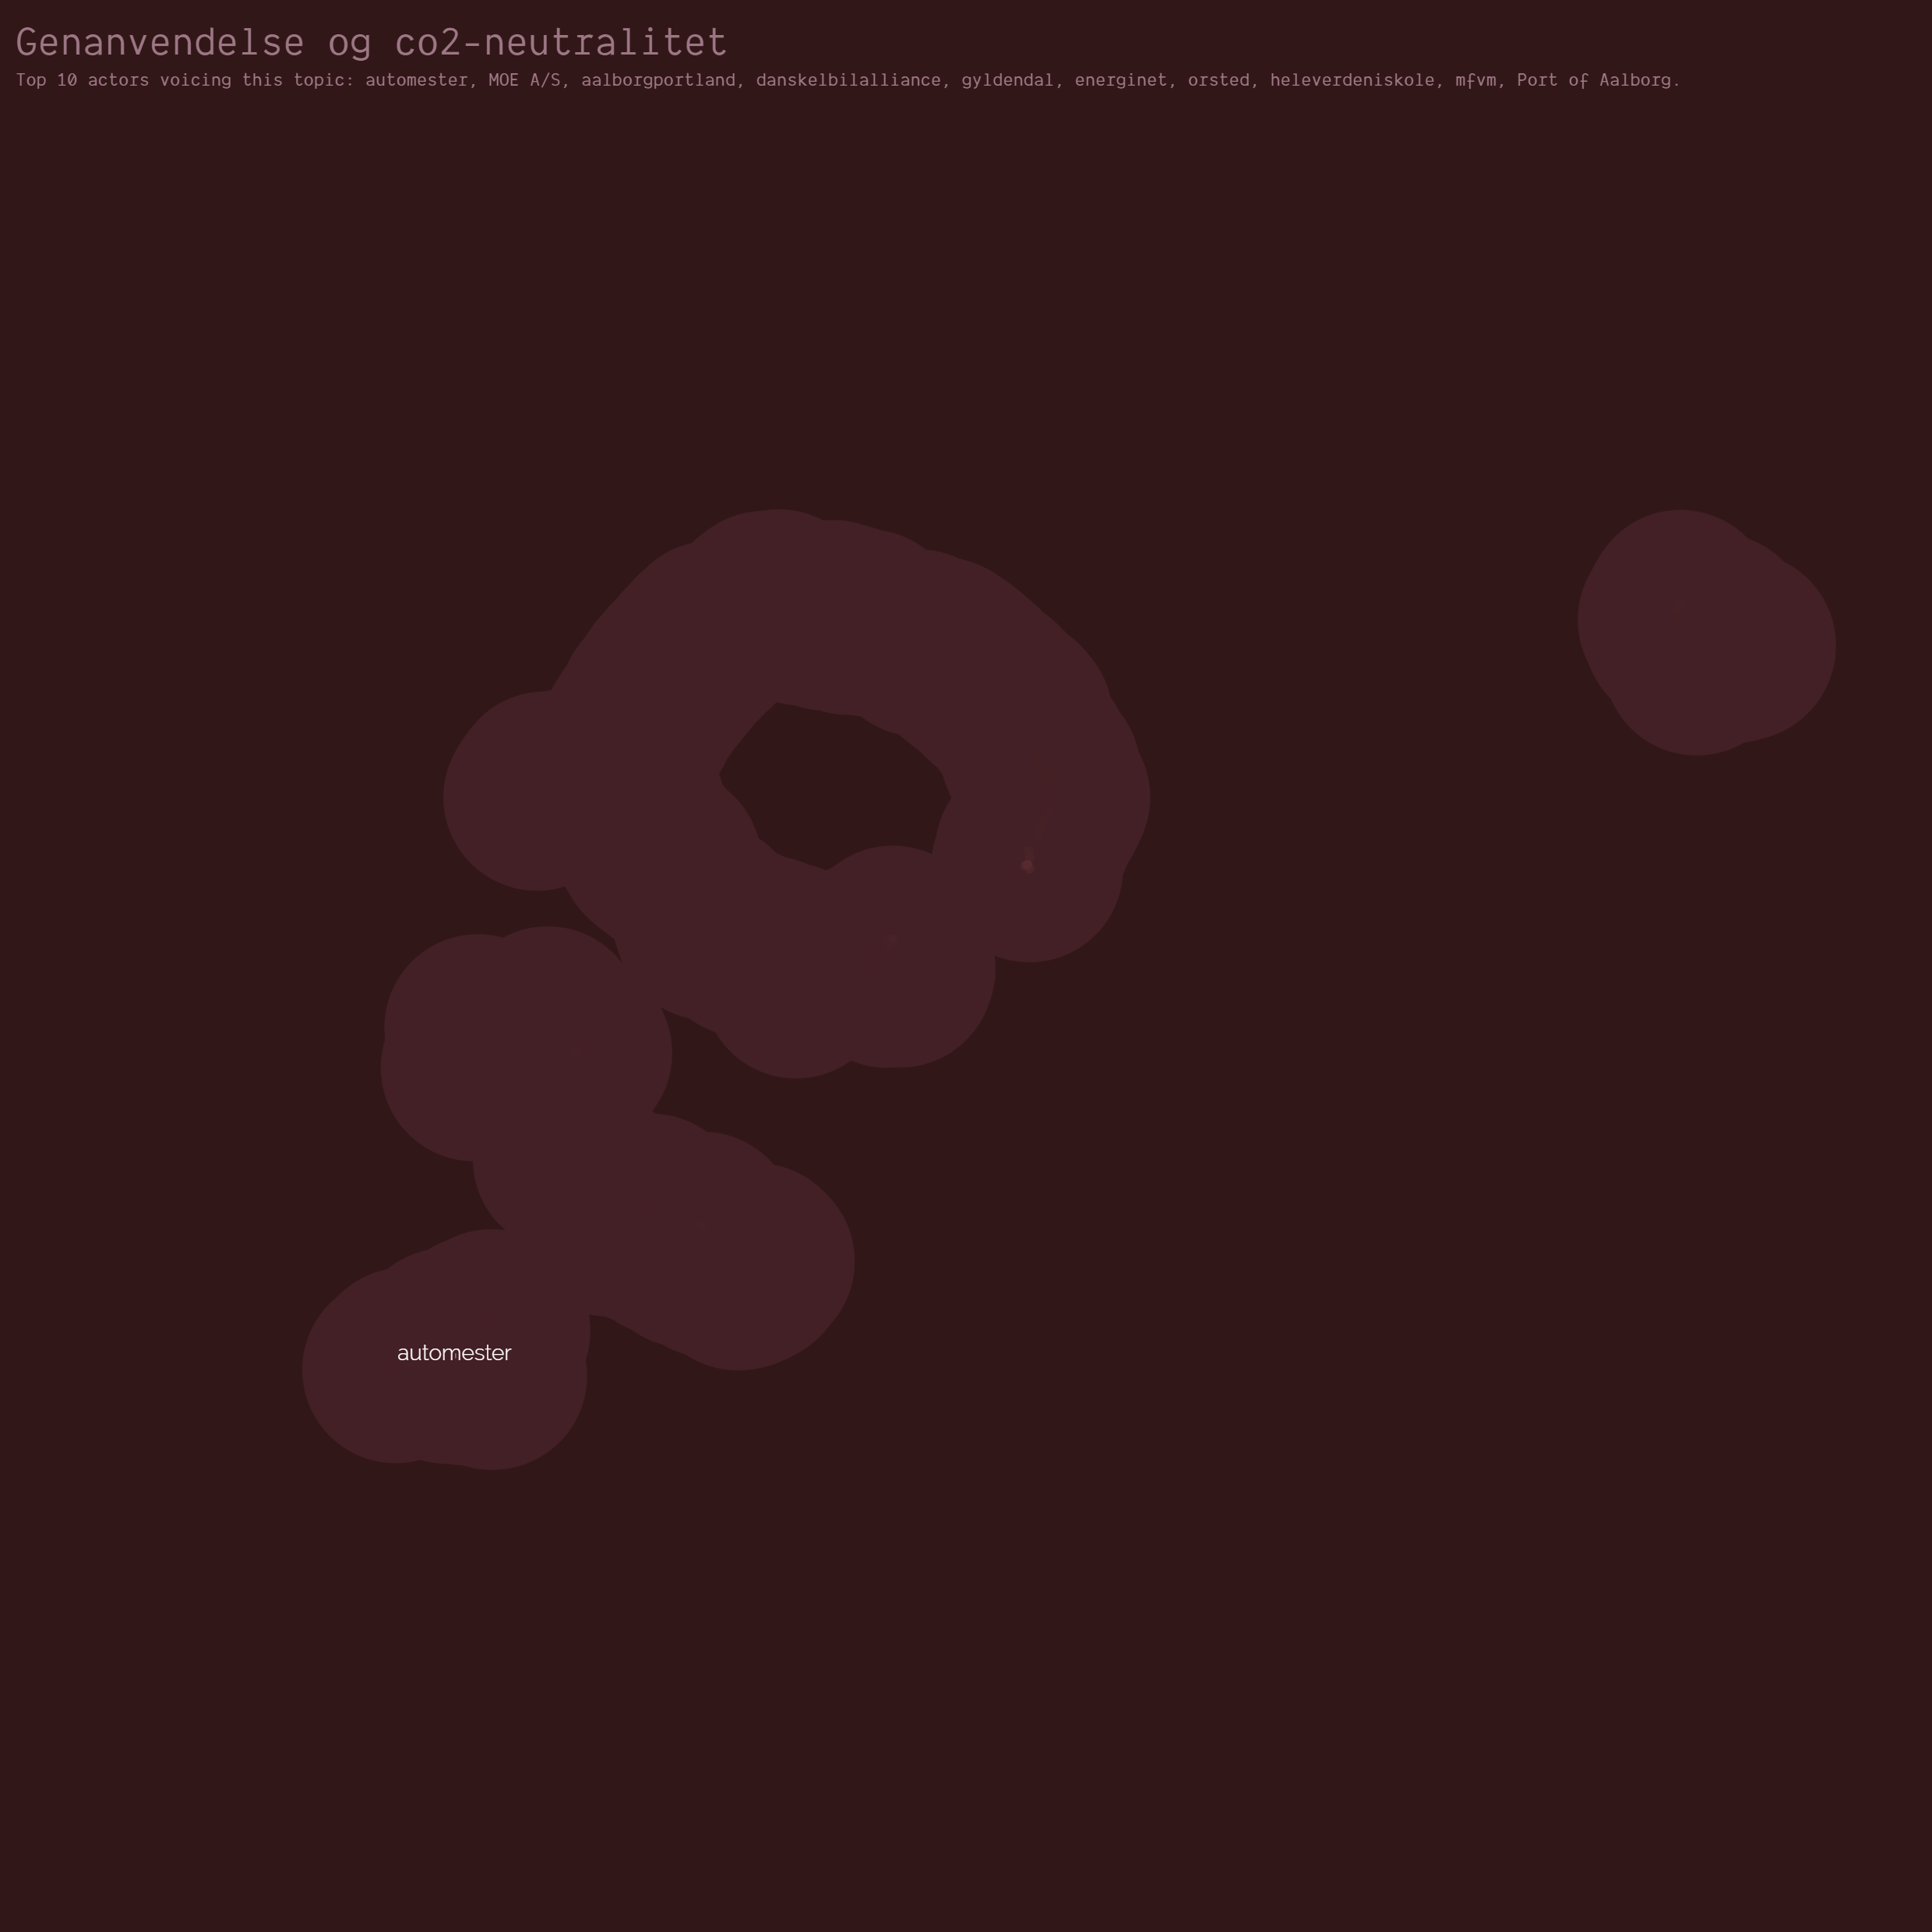 Genanvendelse og co2-neutralitet
Top 10 actors voicing this topic: automester, MOE A/S, aalborgportland, danskelbilalliance, gyldendal, energinet, orsted, heleverdeniskole, mfvm, Port of Aalborg.
automester